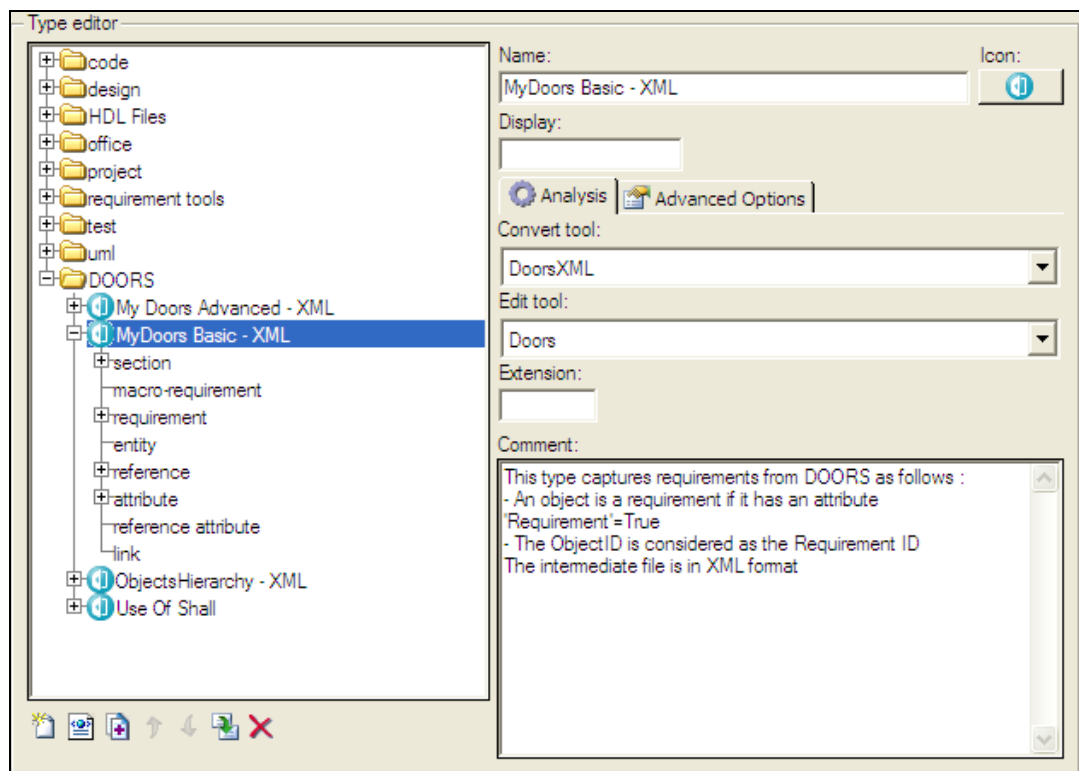 Type editor
code
design
HDL Files
office
project
requirement tools
test
uml
DOORS
My Doors Advanced - XML
MyDoors Basic - XML
section
macro-requirement
requirement
entity
reference
attribute
reference attribute
link
ObjectsHierarchy - XML
Use Of Shall
Name:
Icon:
MyDoors Basic - XML
Display:
Analysis
Advanced Options
Convert tool:
DoorsXML
Edit tool:
Doors
Extension:
Comment:
This type captures requirements from DOORS as follows :
- An object is a requirement if it has an attribute
"Requirement"=True
- The ObjectID is considered as the Requirement ID
The intermediate file is in XML format